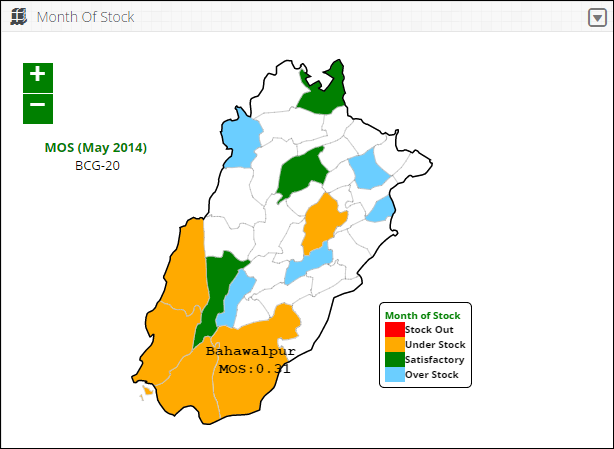 Month Of Stock
+
−
MOS (May 2014)
BCG-20
Bahawalpur
MOS:0.31
Month of Stock
Stock Out
Under Stock
Satisfactory
Over Stock